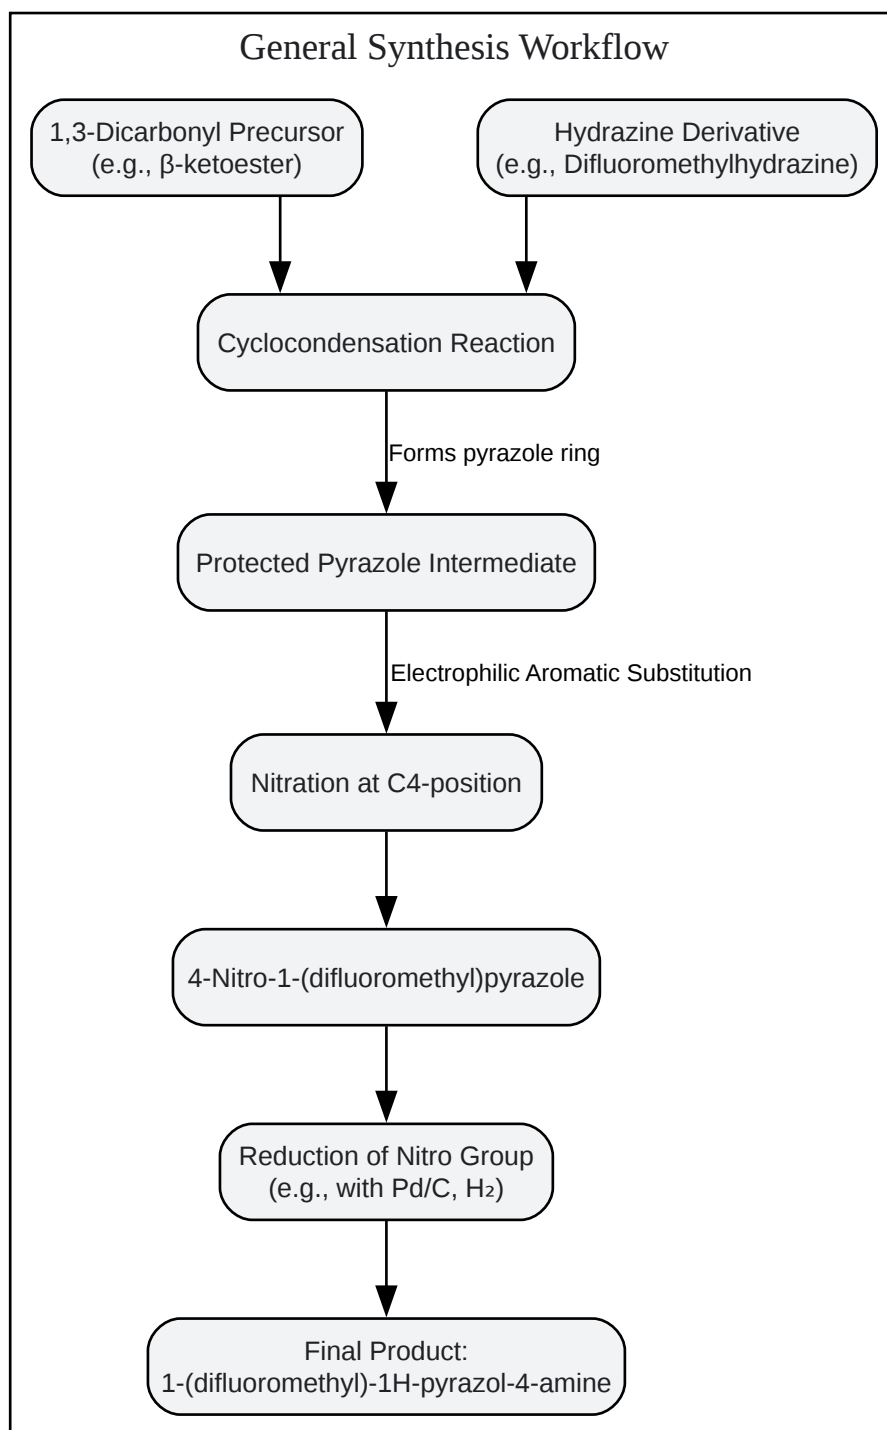 General Synthesis Workflow
1,3-Dicarbonyl Precursor
(e.g., β-ketoester)
Hydrazine Derivative
(e.g., Difluoromethylhydrazine)
Cyclocondensation Reaction
Forms pyrazole ring
Protected Pyrazole Intermediate
Electrophilic Aromatic Substitution
Nitration at C4-position
4-Nitro-1-(difluoromethyl)pyrazole
Reduction of Nitro Group
(e.g., with Pd/C, H₂)
Final Product:
1-(difluoromethyl)-1H-pyrazol-4-amine